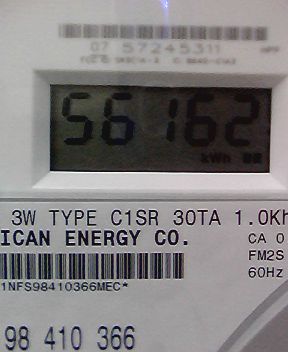 07 57245311
56162
kWh
3W TYPE C1SR 30TA 1.0Kh
ICAN ENERGY CO.
CA 0
FM2S
60Hz
1NFS98410366MEC*
98 410 366